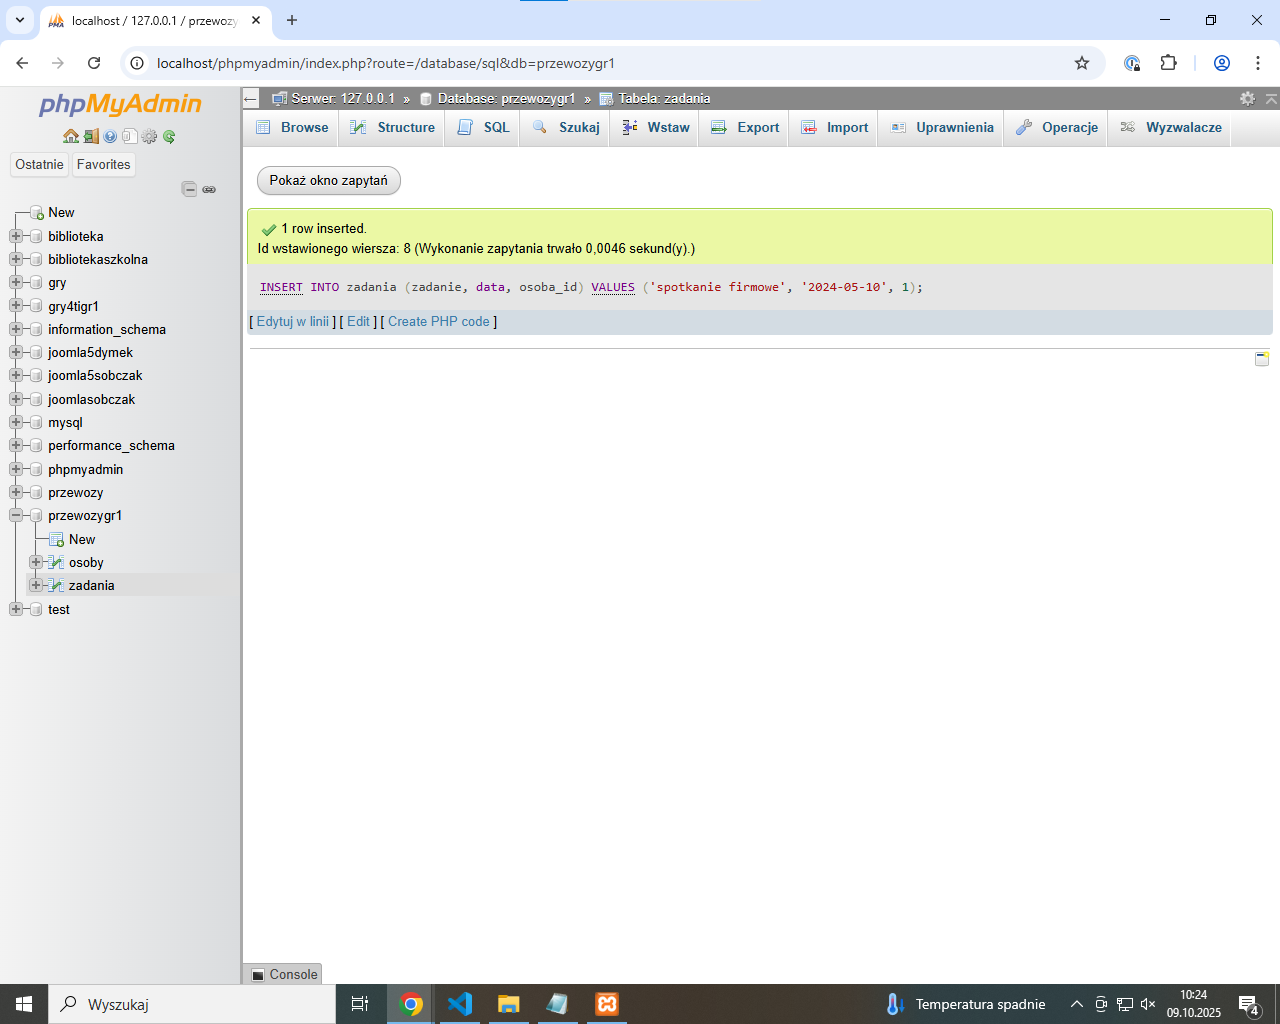 localhost / 127.0.0.1 / przewozy
localhost/phpmyadmin/index.php?route=/database/sql&db=przewozygr1
phpMyAdmin
Ostatnie
Favorites
New
biblioteka
bibliotekaszkolna
gry
gry4tigr1
information_schema
joomla5dymek
joomla5sobczak
joomlasobczak
mysql
performance_schema
phpmyadmin
przewozy
przewozygr1
New
osoby
zadania
test
Serwer: 127.0.0.1 » Database: przewozygr1 » Tabela: zadania
Browse Structure SQL Szukaj Wstaw Export Import Uprawnienia Operacje Wyzwalacze
Pokaż okno zapytań
1 row inserted.
Id wstawionego wiersza: 8 (Wykonanie zapytania trwało 0,0046 sekund(y).)
INSERT INTO zadania (zadanie, data, osoba_id) VALUES ('spotkanie firmowe', '2024-05-10', 1);
[ Edytuj w linii ] [ Edit ] [ Create PHP code ]
Console
Wyszukaj
Temperatura spadnie
10:24
09.10.2025
4